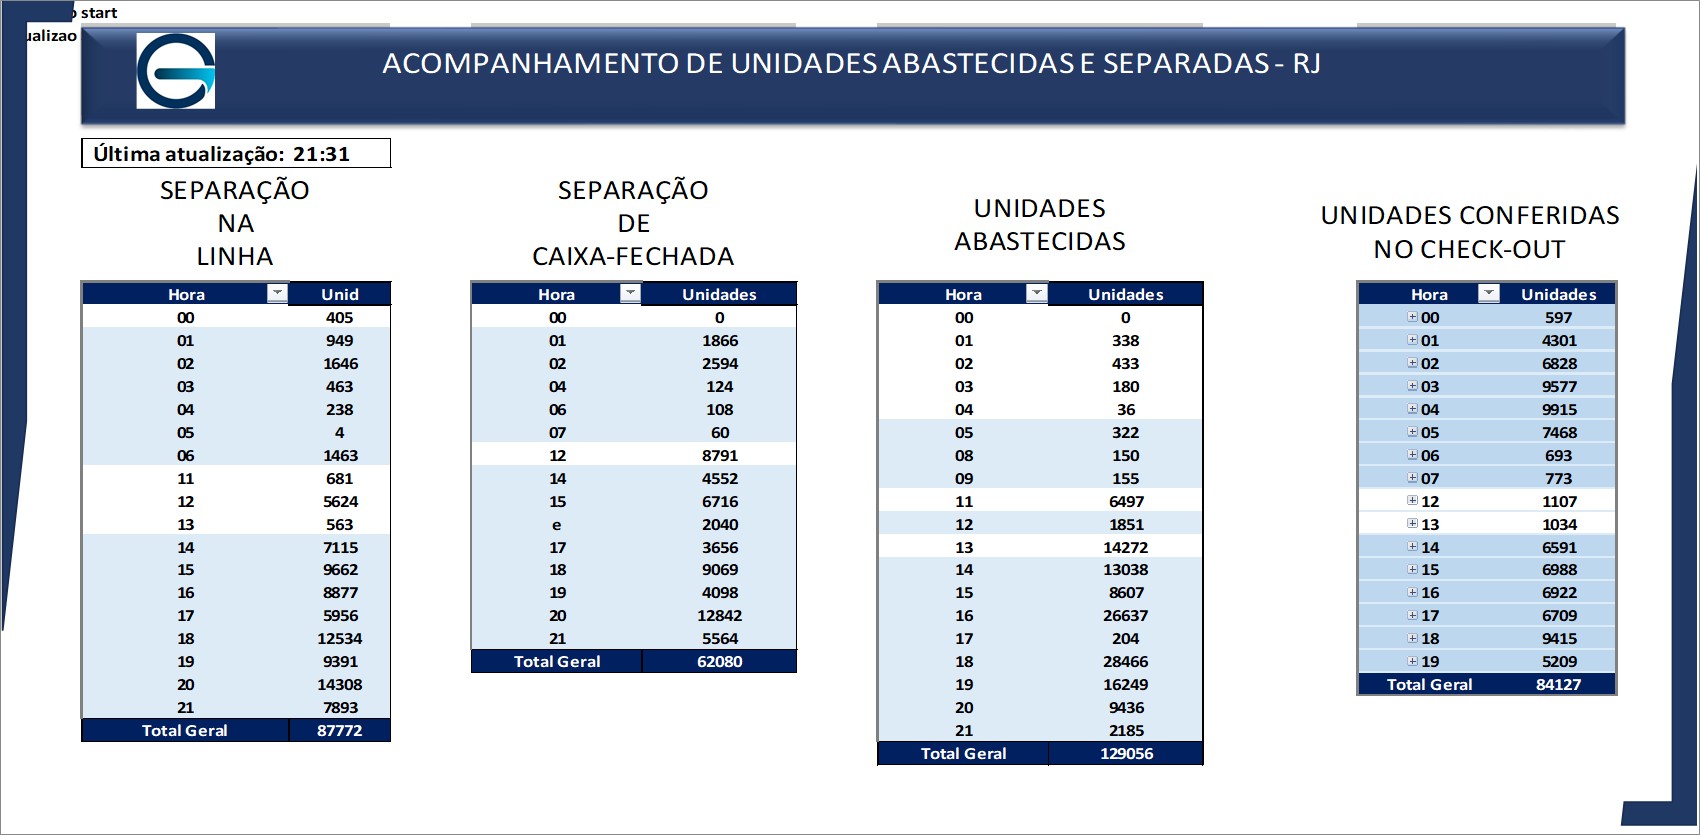 o start
ualizao
ACOMPANHAMENTO DE UNIDADES ABASTECIDAS E SEPARADAS - RJ
Última atualização: 21:31
SEPARAÇÃO
NA
LINHA
Hora Unid
00 405
01 949
02 1646
03 463
04 238
05 4
06 1463
11 681
12 5624
13 563
14 7115
15 9662
16 8877
17 5956
18 12534
19 9391
20 14308
21 7893
Total Geral 87772
SEPARAÇÃO
DE
CAIXA-FECHADA
Hora Unidades
00 0
01 1866
02 2594
04 124
06 108
07 60
12 8791
14 4552
15 6716
e 2040
17 3656
18 9069
19 4098
20 12842
21 5564
Total Geral 62080
UNIDADES
ABASTECIDAS
Hora Unidades
00 0
01 338
02 433
03 180
04 36
05 322
08 150
09 155
11 6497
12 1851
13 14272
14 13038
15 8607
16 26637
17 204
18 28466
19 16249
20 9436
21 2185
Total Geral 129056
UNIDADES CONFERIDAS
NO CHECK-OUT
Hora Unidades
00 597
01 4301
02 6828
03 9577
04 9915
05 7468
06 693
07 773
12 1107
13 1034
14 6591
15 6988
16 6922
17 6709
18 9415
19 5209
Total Geral 84127